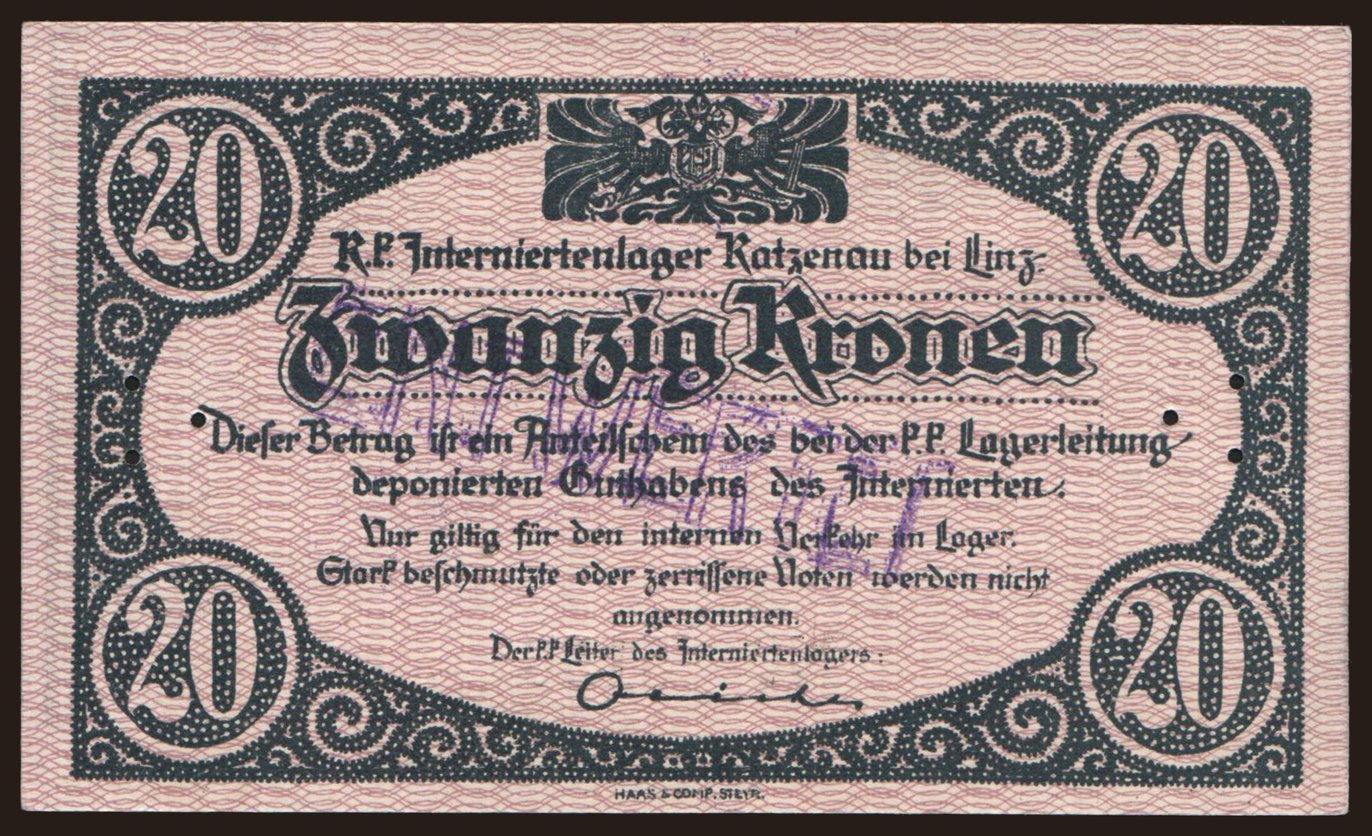 20
20
K.k. Interniertenlager Katzenau bei Linz.
Zwanzig Kronen
Dieser Betrag ist ein Anteilschein des bei der k.k. Lagerleitung
deponierten Guthabens des Internierten.
Nur giltig für den internen Verkehr im Lager.
Stark beschmutzte oder zerrissene Noten werden nicht
angenommen.
Der k.k. Leiter des Interniertenlagers:
20
20
HAAS & COMP. STEYR.